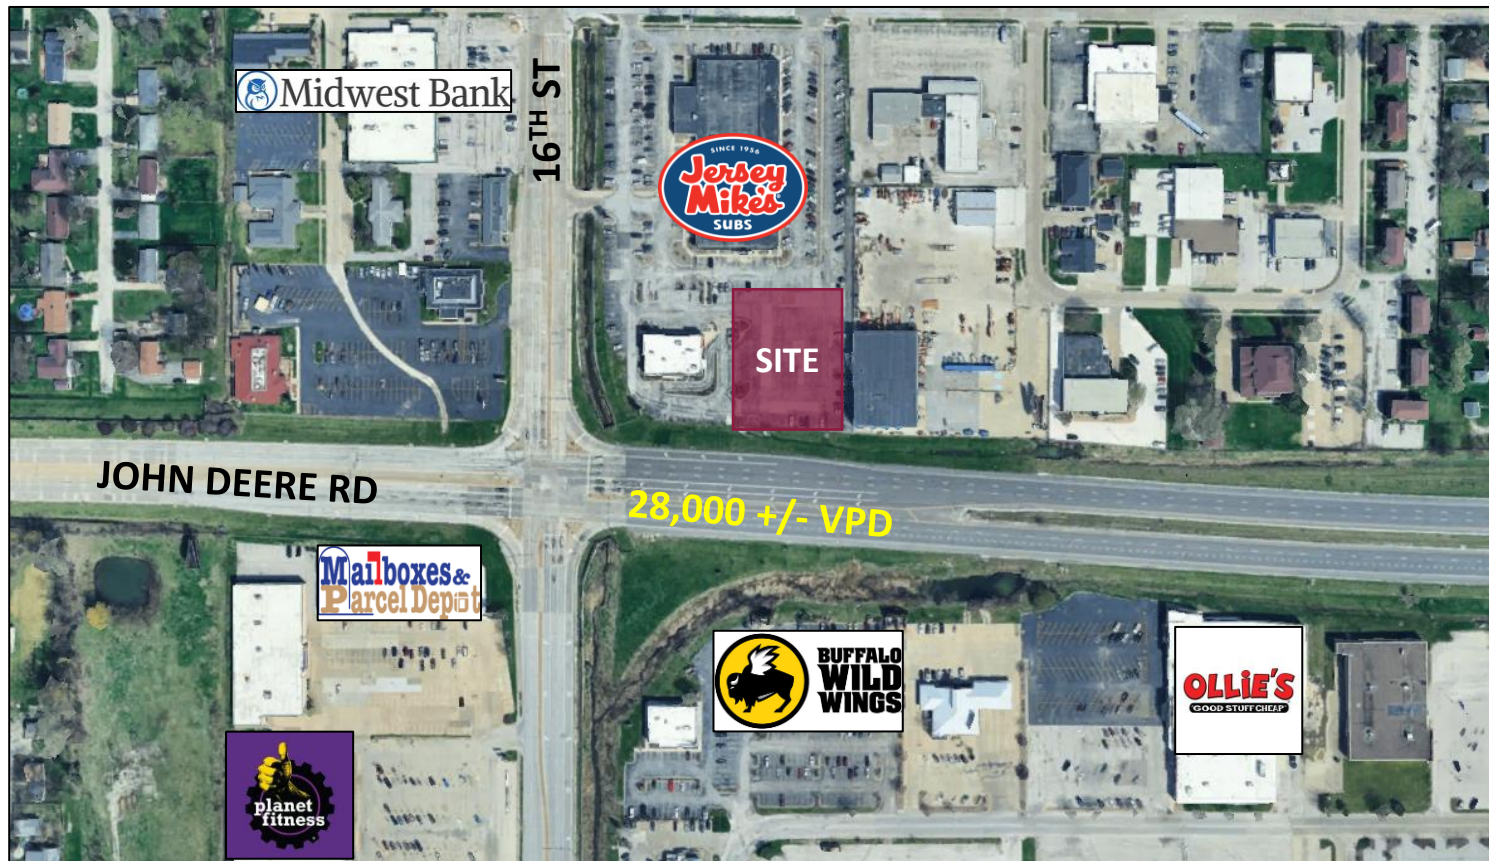 Midwest Bank
16TH ST
SINCE 1956
Jersey
Mike's
SUBS
SITE
JOHN DEERE RD
28,000 +/- VPD
Mailboxes &
Parcel Depot
BUFFALO
WILD
WINGS
OLLIE'S
GOOD STUFF CHEAP
planet
fitness